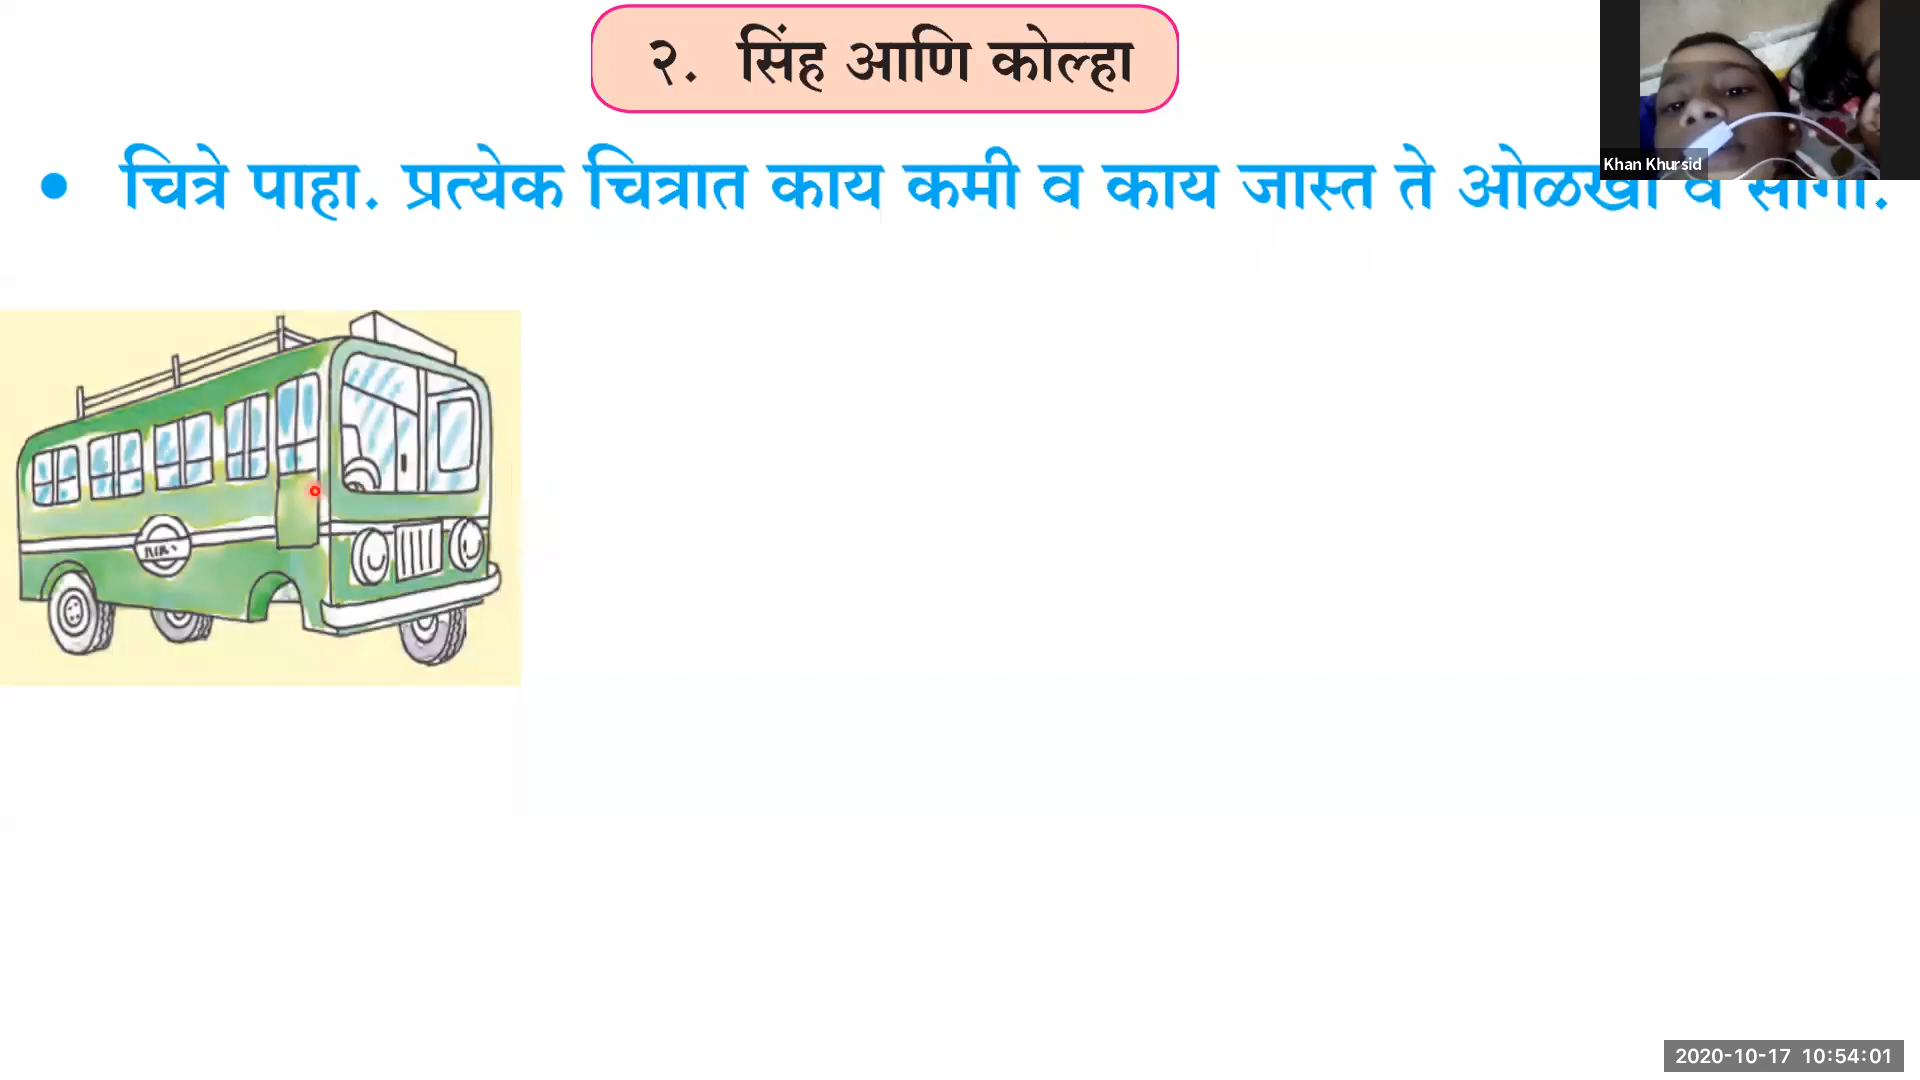 २. सिंह आणि कोल्हा
Khan Khursid
• चित्रे पाहा. प्रत्येक चित्रात काय कमी व काय जास्त ते ओळखा व सांगा.
2020-10-17 10:54:01